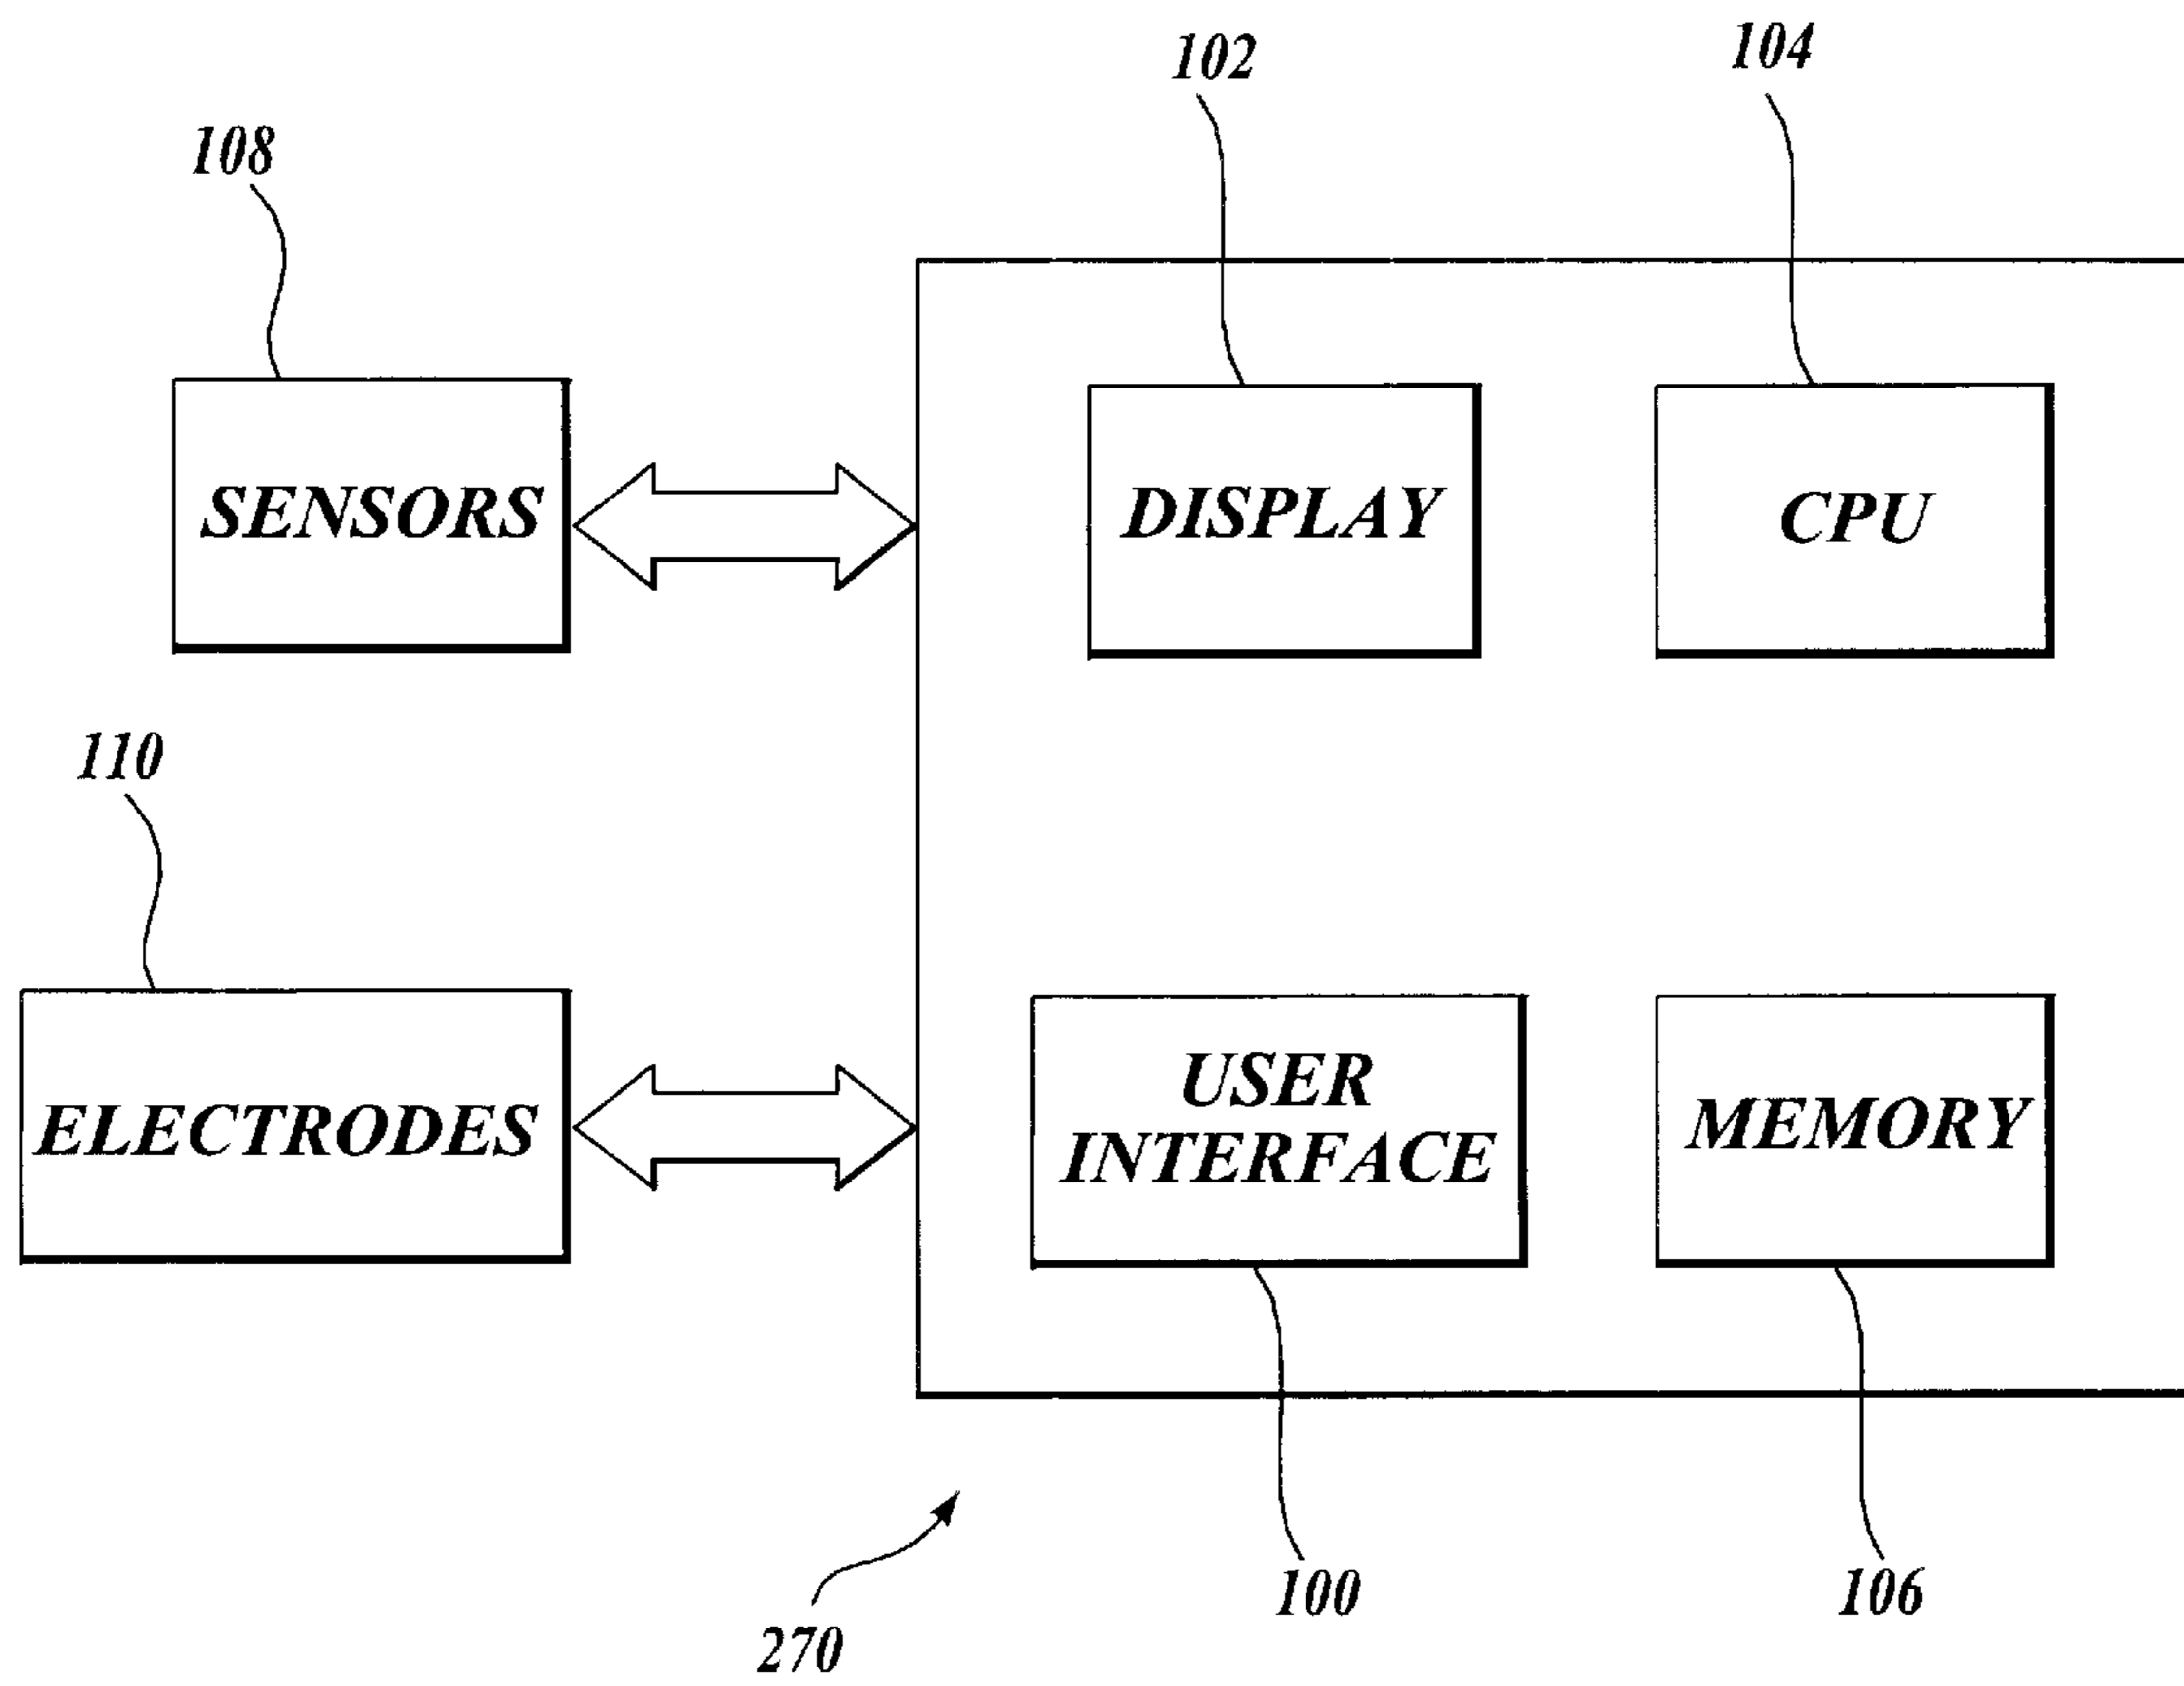 102
104
108
SENSORS
DISPLAY
CPU
110
ELECTRODES
USER
INTERFACE
MEMORY
100
106
270